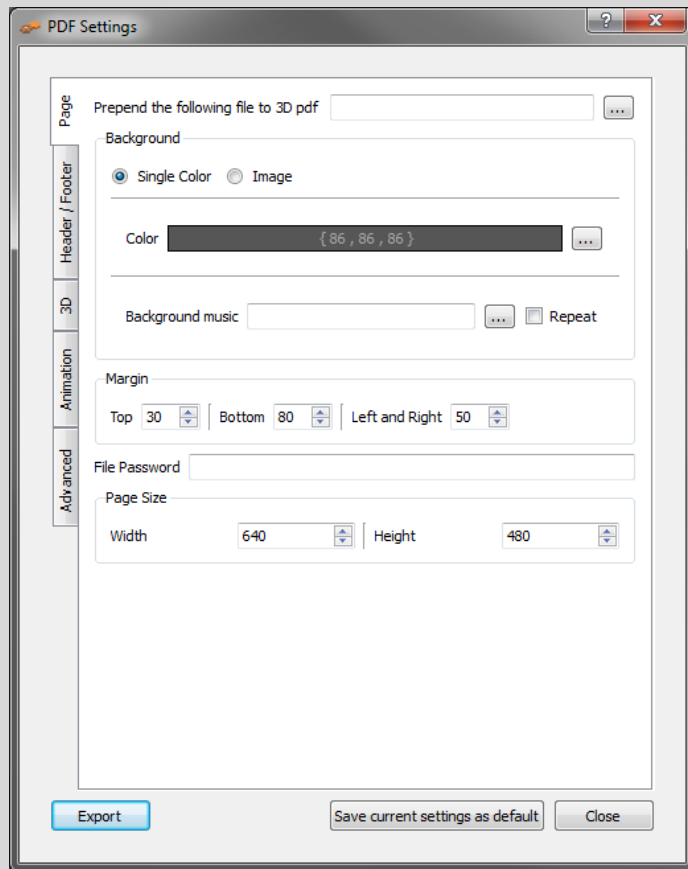 PDF Settings
?
X
Page
Header / Footer
3D
Animation
Advanced
Prepend the following file to 3D pdf
...
Background
Single Color Image
Color { 86 , 86 , 86 } ...
Background music ... Repeat
Margin
Top 30 Bottom 80 Left and Right 50
File Password
Page Size
Width 640 Height 480
Export Save current settings as default Close